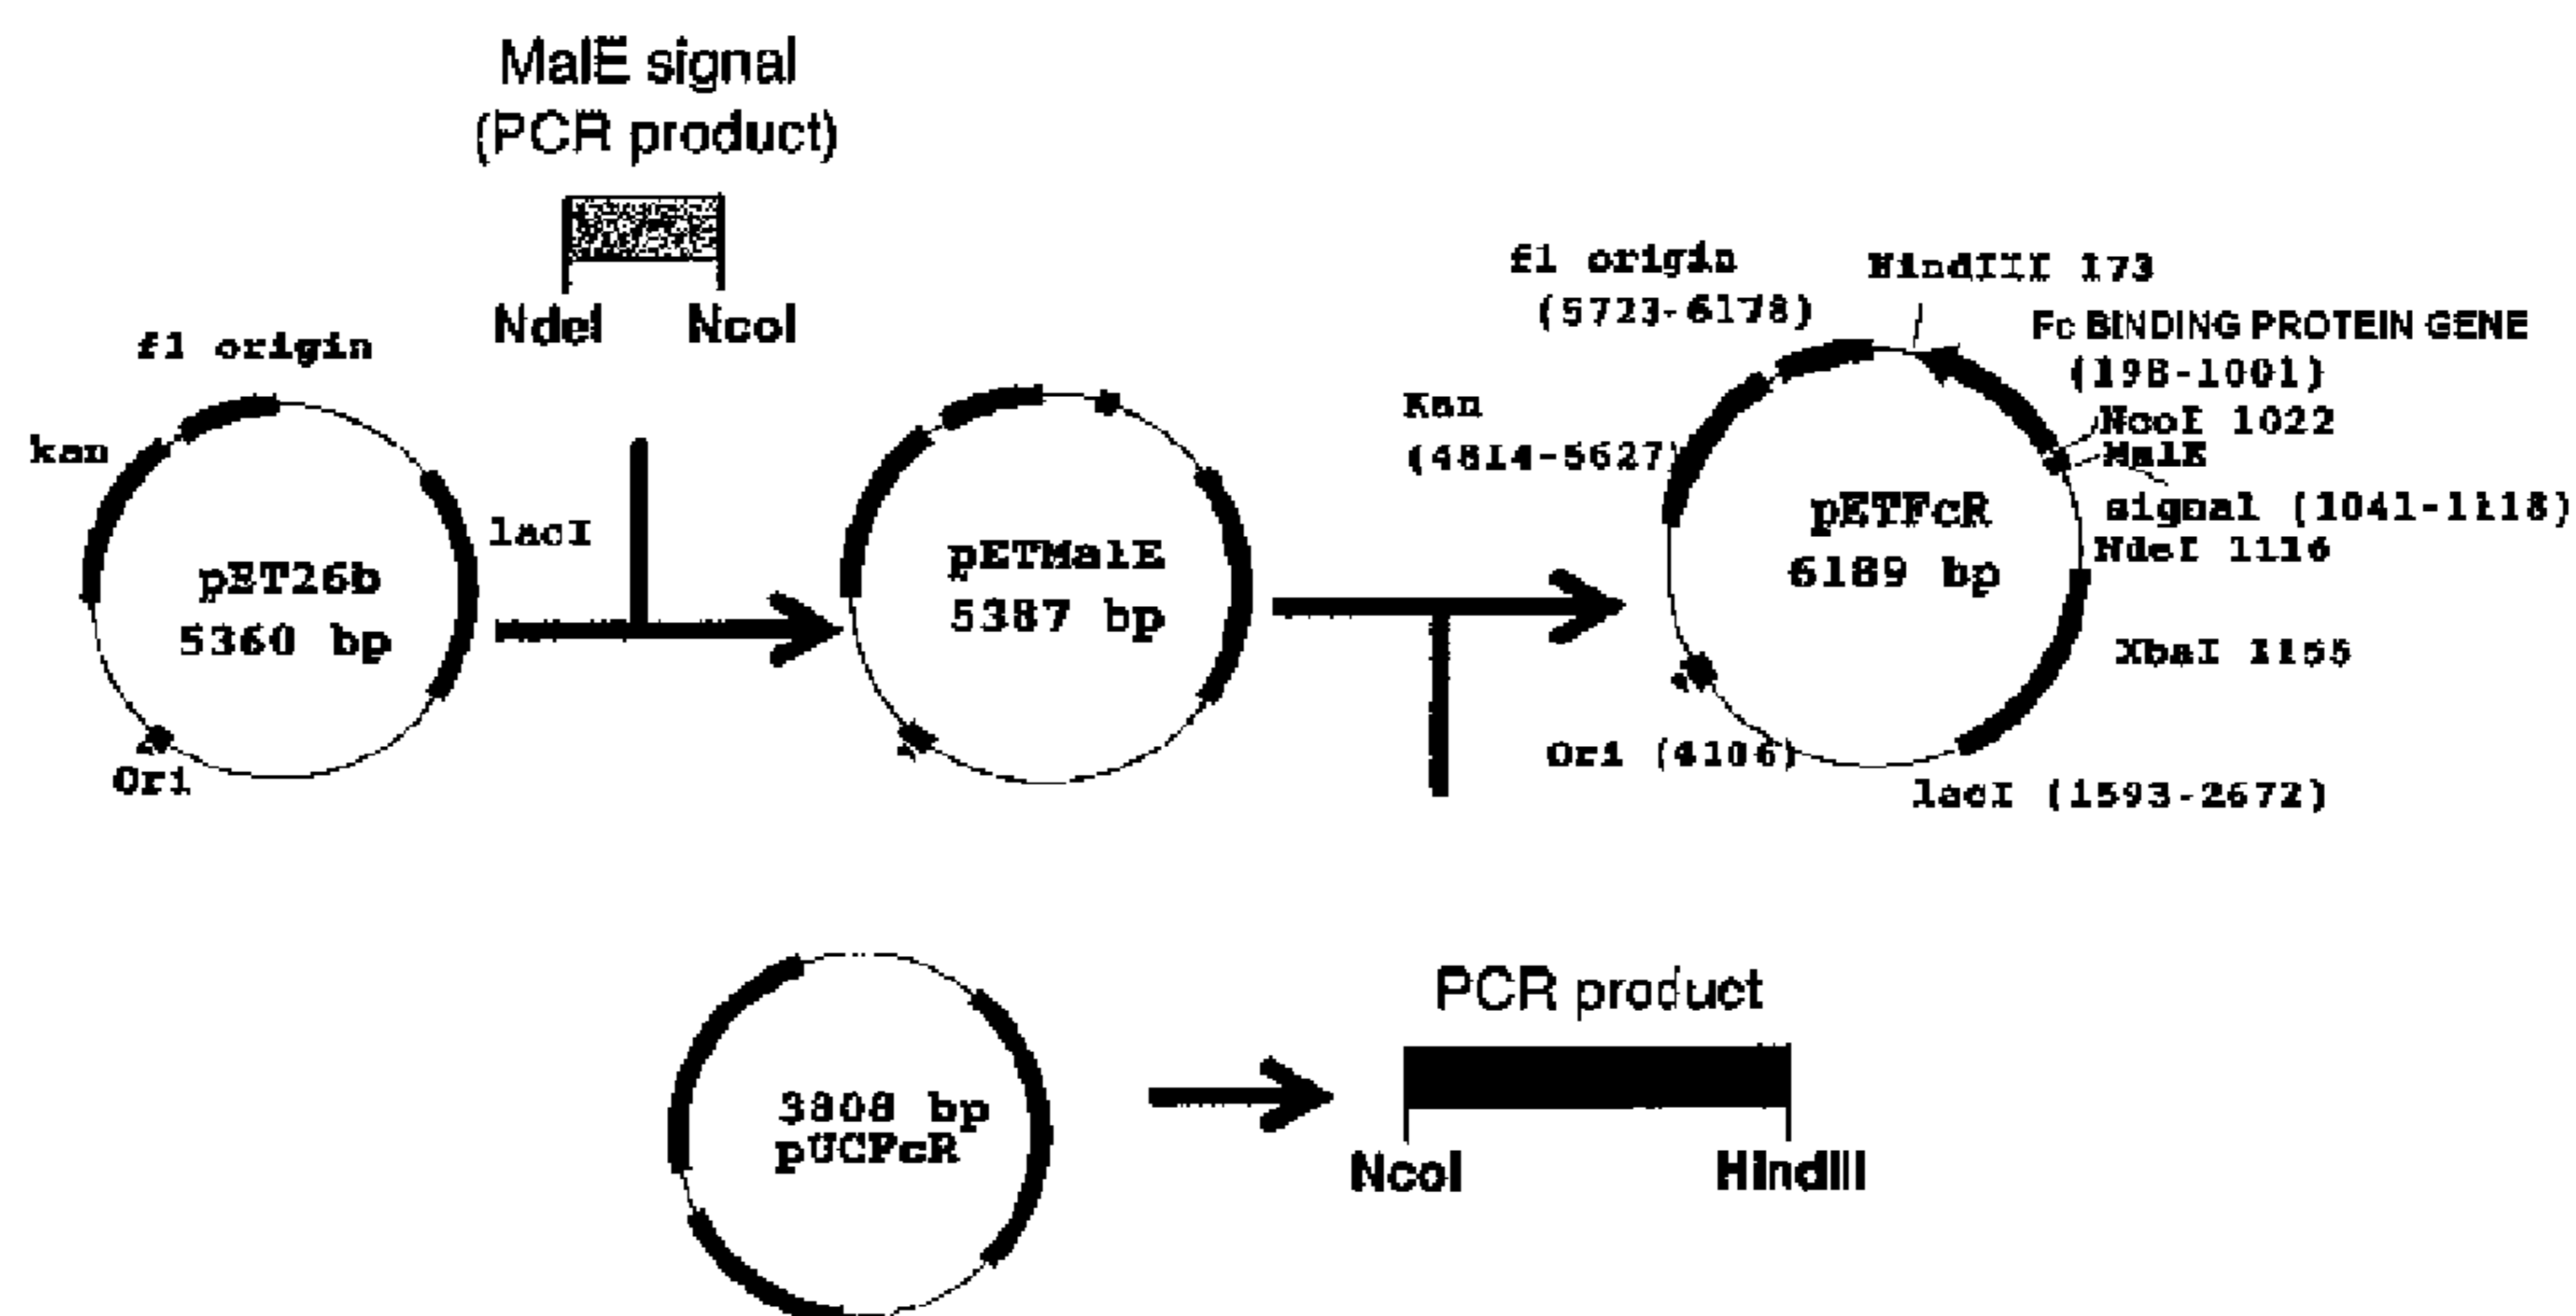 MalE signal
(PCR product)
NdeI NcoI
f1 origin
kan
lacI
pET26b
5360 bp
Ori
pETMalE
5387 bp
f1 origin
(5723-6178)
HindIII 173
Fc BINDING PROTEIN GENE
(198-1001)
NcoI 1022
MalE
signal (1041-1118)
NdeI 1116
Kan
(4814-5627)
pETFcR
6189 bp
XbaI 1155
Ori (4106)
lacI (1593-2672)
3808 bp
pUCFcR
PCR product
NcoI HindIII